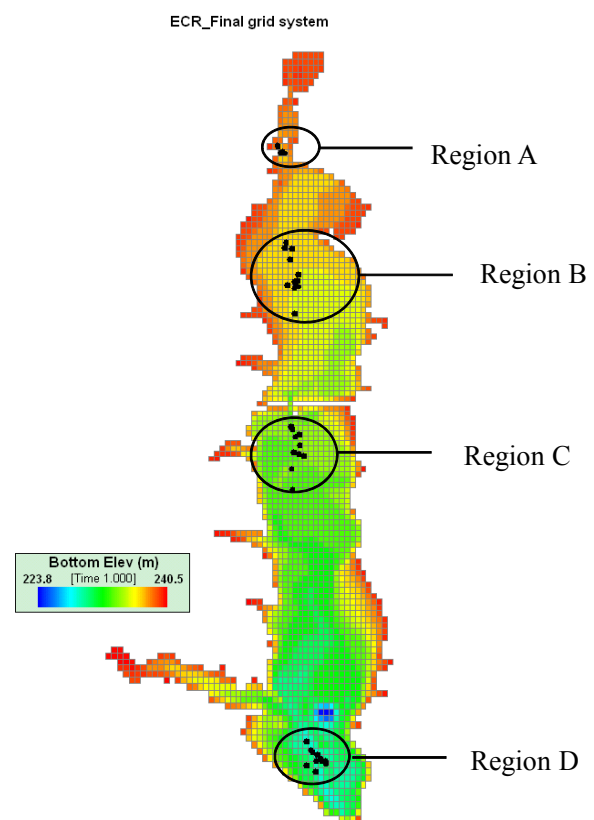 ECR_Final grid system
Region A
Region B
Region C
Bottom Elev (m)
223.8 [Time 1.000] 240.5
Region D